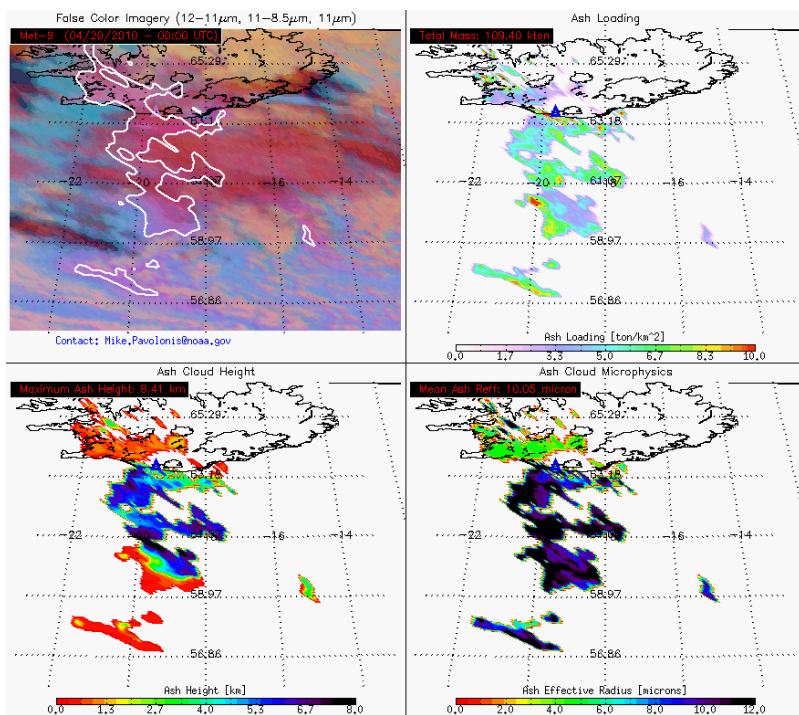 False Color Imagery (12-11μm, 11-8.5μm, 11μm)
Met-9 (04/20/2010 - 00:00 UTC)
65.29
63.18
-22
-20
61.07
-16
-14
58.97
56.86
Contact: Mike.Pavolonis@noaa.gov
Ash Loading
Total Mass: 109.40 kton
65.29
63.18
-22
-20
61.07
-16
-14
58.97
56.86
Ash Loading [ton/km^2]
0.0 1.7 3.3 5.0 6.7 8.3 10.0
Ash Cloud Height
Maximum Ash Height: 8.41 km
65.29
63.18
-22
61.07
-16
-14
58.97
56.86
Ash Height [km]
0.0 1.3 2.7 4.0 5.3 6.7 8.0
Ash Cloud Microphysics
Mean Ash Reff: 10.05 micron
65.29
63.18
-22
61.07
-16
-14
58.97
56.86
Ash Effective Radius [microns]
0.0 2.0 4.0 6.0 8.0 10.0 12.0